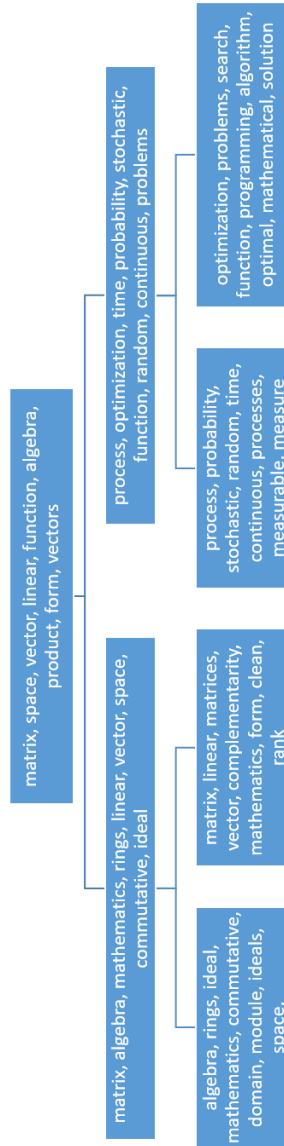 matrix, space, vector, linear, function, algebra,
product, form, vectors
matrix, algebra, mathematics, rings, linear, vector, space,
commutative, ideal
process, optimization, time, probability, stochastic,
function, random, continuous, problems
algebra, rings, ideal,
mathematics, commutative,
domain, module, ideals,
space,
matrix, linear, matrices,
vector, complementarity,
mathematics, form, clean,
rank
process, probability,
stochastic, random, time,
continuous, processes,
measurable, measure
optimization, problems, search,
function, programming, algorithm,
optimal, mathematical, solution